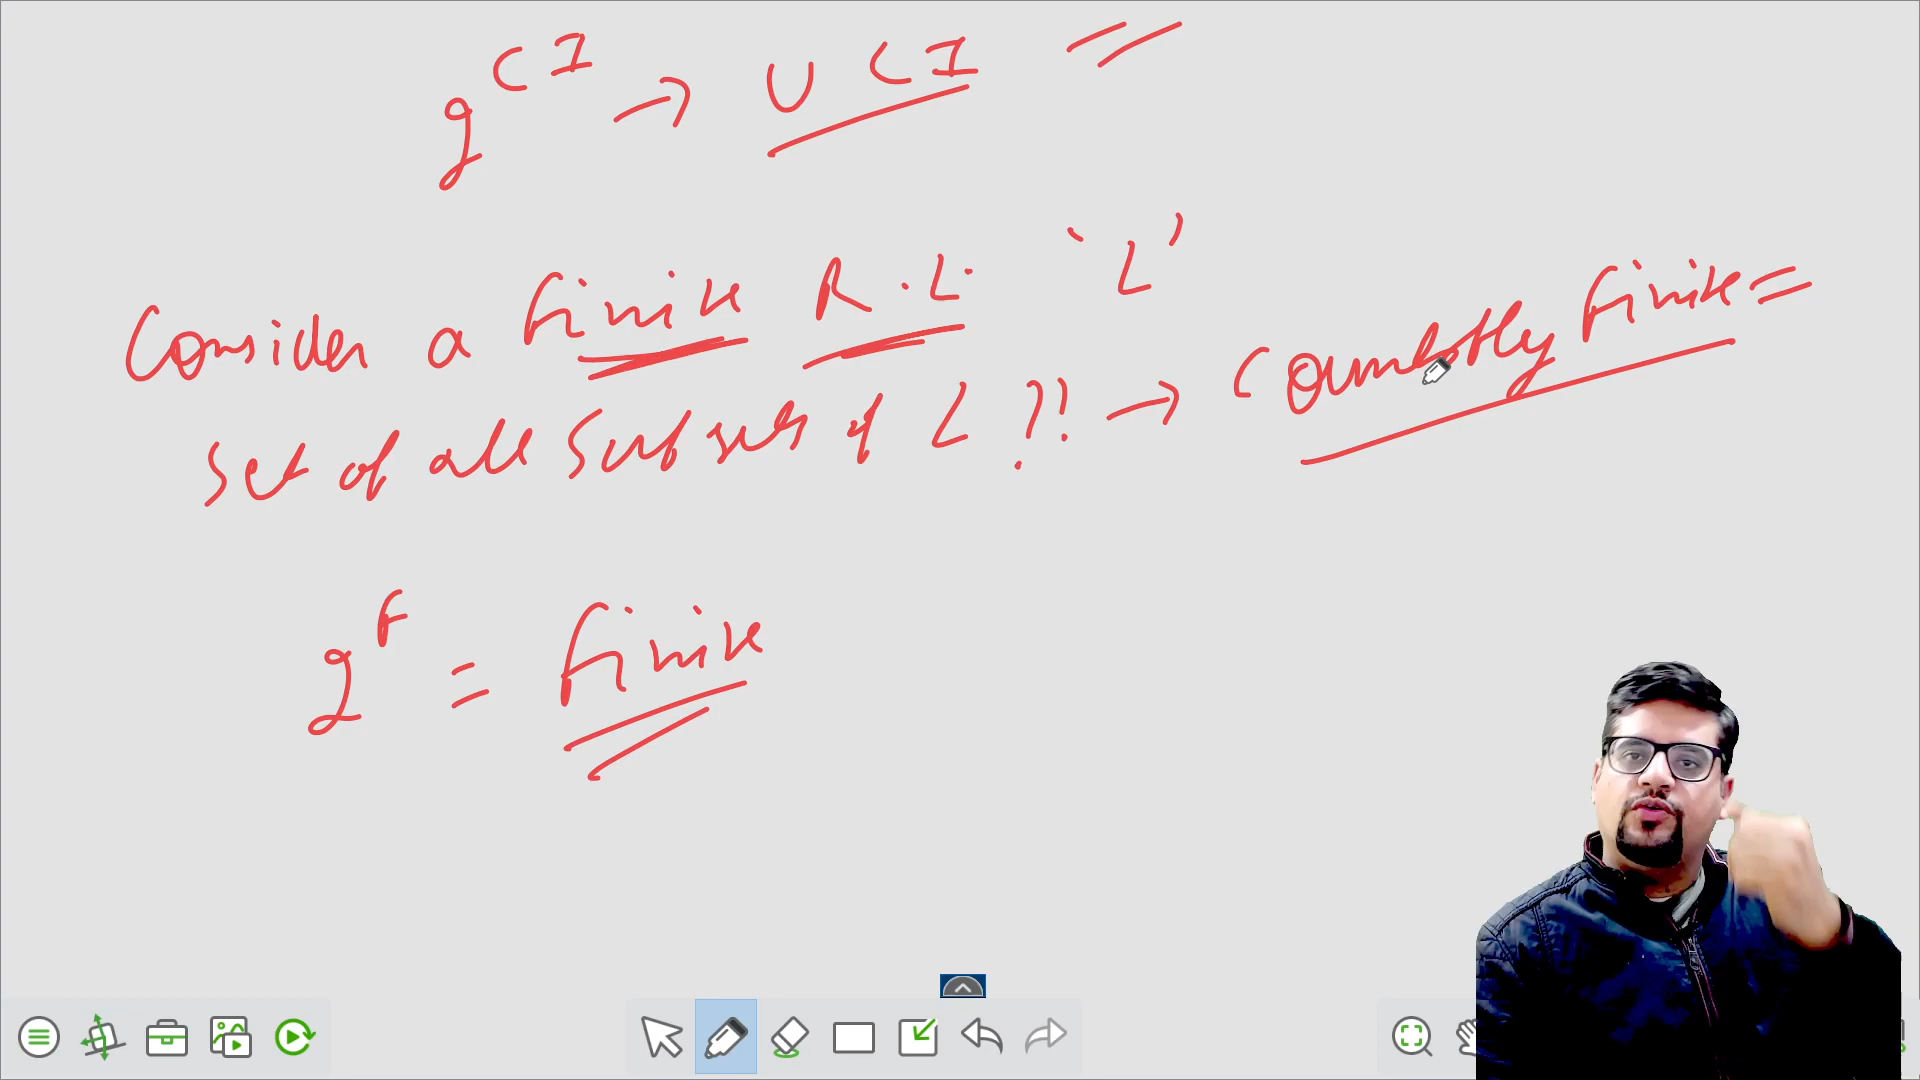 2^CI → UCI
Consider a finite R.L. 'L'
Set of all subsets of L ?! → Countably finite =
2^F = finite